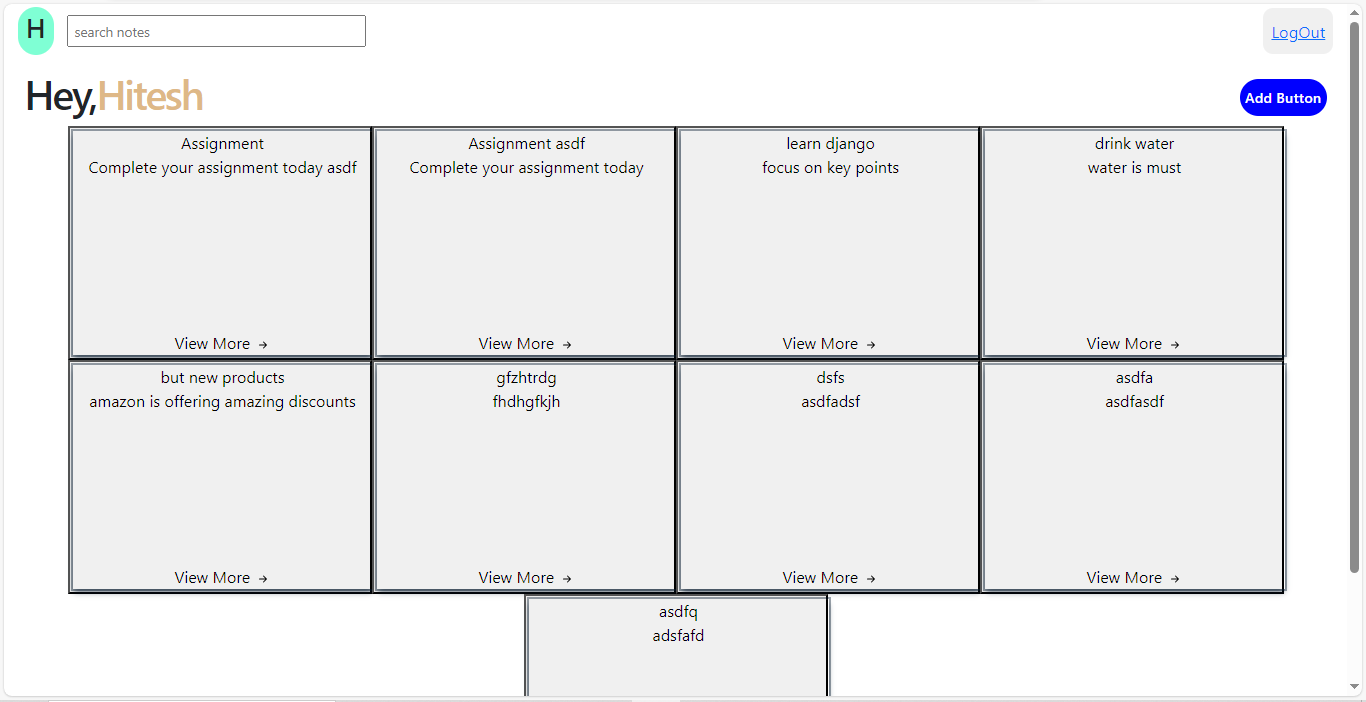 H
search notes
LogOut
Hey,Hitesh
Add Button
Assignment
Complete your assignment today asdf
View More →
Assignment asdf
Complete your assignment today
View More →
learn django
focus on key points
View More →
drink water
water is must
View More →
but new products
amazon is offering amazing discounts
View More →
gfzhtrdg
fhdhgfkjh
View More →
dsfs
asdfadsf
View More →
asdfa
asdfasdf
View More →
asdfq
adsfafd